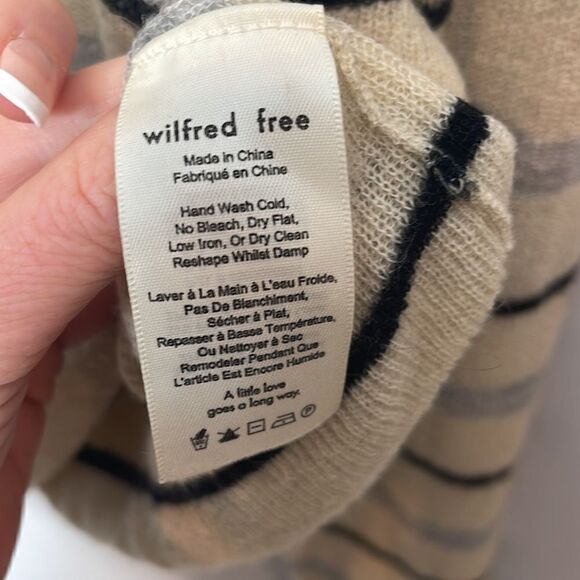 wilfred free
Made in China
Fabriqué en Chine
Hand Wash Cold,
No Bleach, Dry Flat,
Low Iron, Or Dry Clean
Reshape Whilst Damp
Laver à La Main à L'eau Froide,
Pas De Blanchiment,
Sécher à Plat,
Repasser à Basse Température,
Ou Nettoyer à Sec
Remodeler Pendant Que
L'article Est Encore Humide
A little love
goes a long way.
P